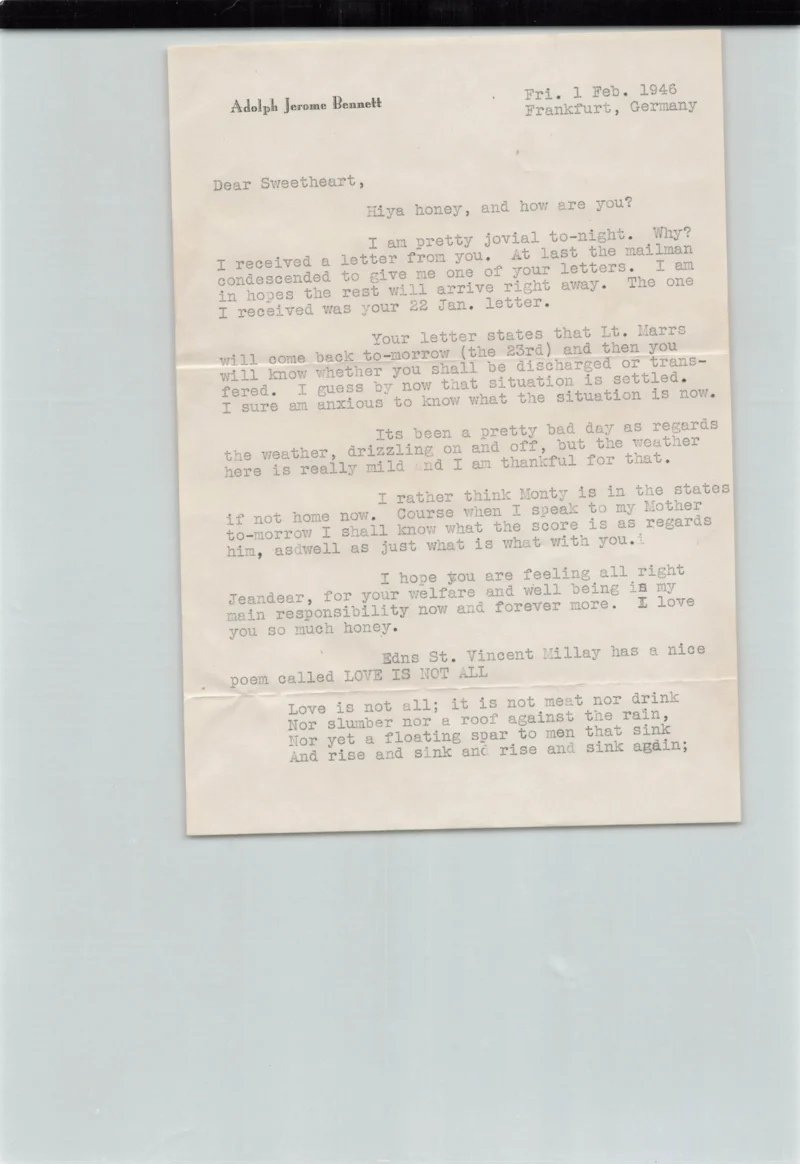 Adolph Jerome Bennett
Fri. 1 Feb. 1946
Frankfurt, Germany
Dear Sweetheart,
Hiya honey, and how are you?
I am pretty jovial to-night. Why?
I received a letter from you. At last the mailman
condescended to give me one of your letters. I am
in hopes the rest will arrive right away. The one
I received was your 22 Jan. letter.
Your letter states that Lt. Marrs
will come back to-morrow (the 23rd) and then you
will know whether you shall be discharged or trans-
fered. I guess by now that situation is settled.
I sure am anxious to know what the situation is now.
Its been a pretty bad day as regards
the weather, drizzling on and off, but the weather
here is really mild and I am thankful for that.
I rather think Monty is in the states
if not home now. Course when I speak to my Mother
to-morrow I shall know what the score is as regards
him, asdwell as just what is what with you.
I hope you are feeling all right
Jeandear, for your welfare and well being is my
main responsibility now and forever more. I love
you so much honey.
Edns St. Vincent Millay has a nice
poem called LOVE IS NOT ALL
Love is not all; it is not meat nor drink
Nor slumber nor a roof against the rain,
Nor yet a floating spar to men that sink
And rise and sink and rise and sink again;